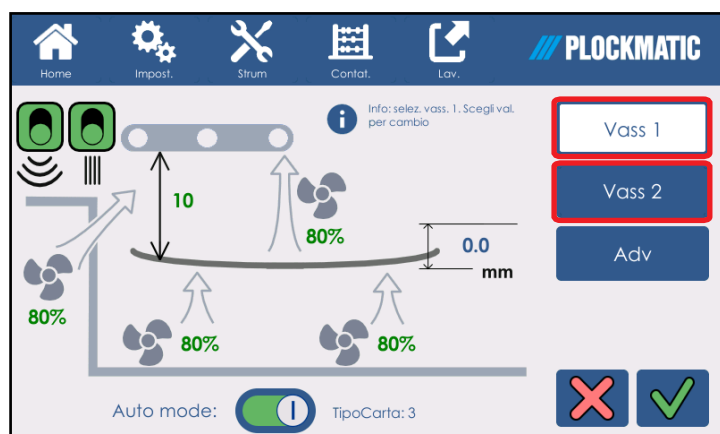 Home
Impost.
Strum
Contat.
Lav.
PLOCKMATIC
Info: selez. vass. 1. Scegli val.
per cambio
Vass 1
Vass 2
Adv
10
80%
0.0
mm
80%
80%
80%
Auto mode:
TipoCarta: 3